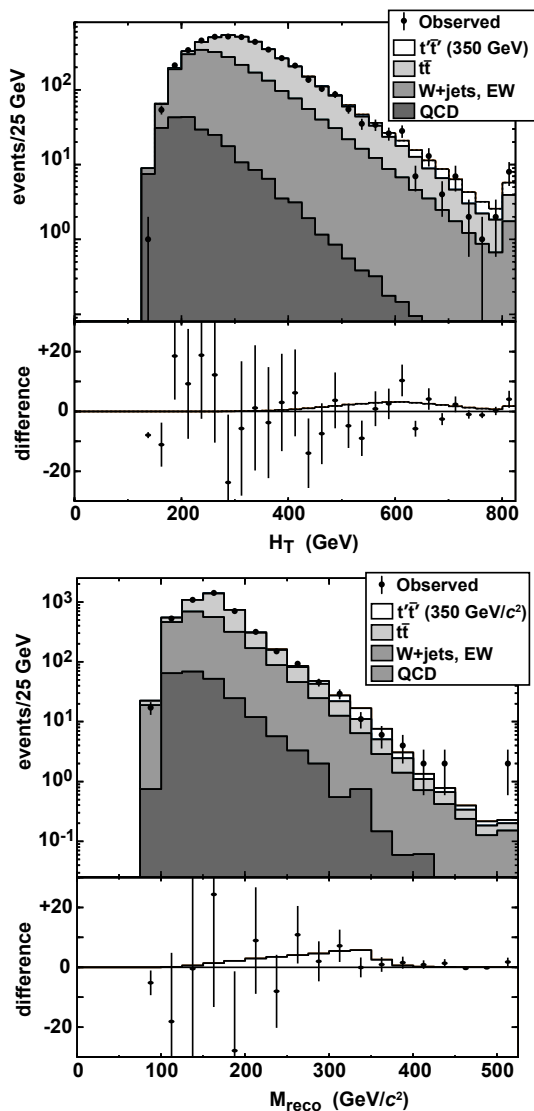 Observed
t′t̄′ (350 GeV)
tt̄
W+jets, EW
QCD
events/25 GeV
10²
10
10⁰
difference
+20
0
-20
0 200 400 600 800
H_T (GeV)
Observed
t′t̄′ (350 GeV/c²)
tt̄
W+jets, EW
QCD
events/25 GeV
10³
10²
10¹
10⁰
10⁻¹
difference
+20
0
-20
0 100 200 300 400 500
M_reco (GeV/c²)